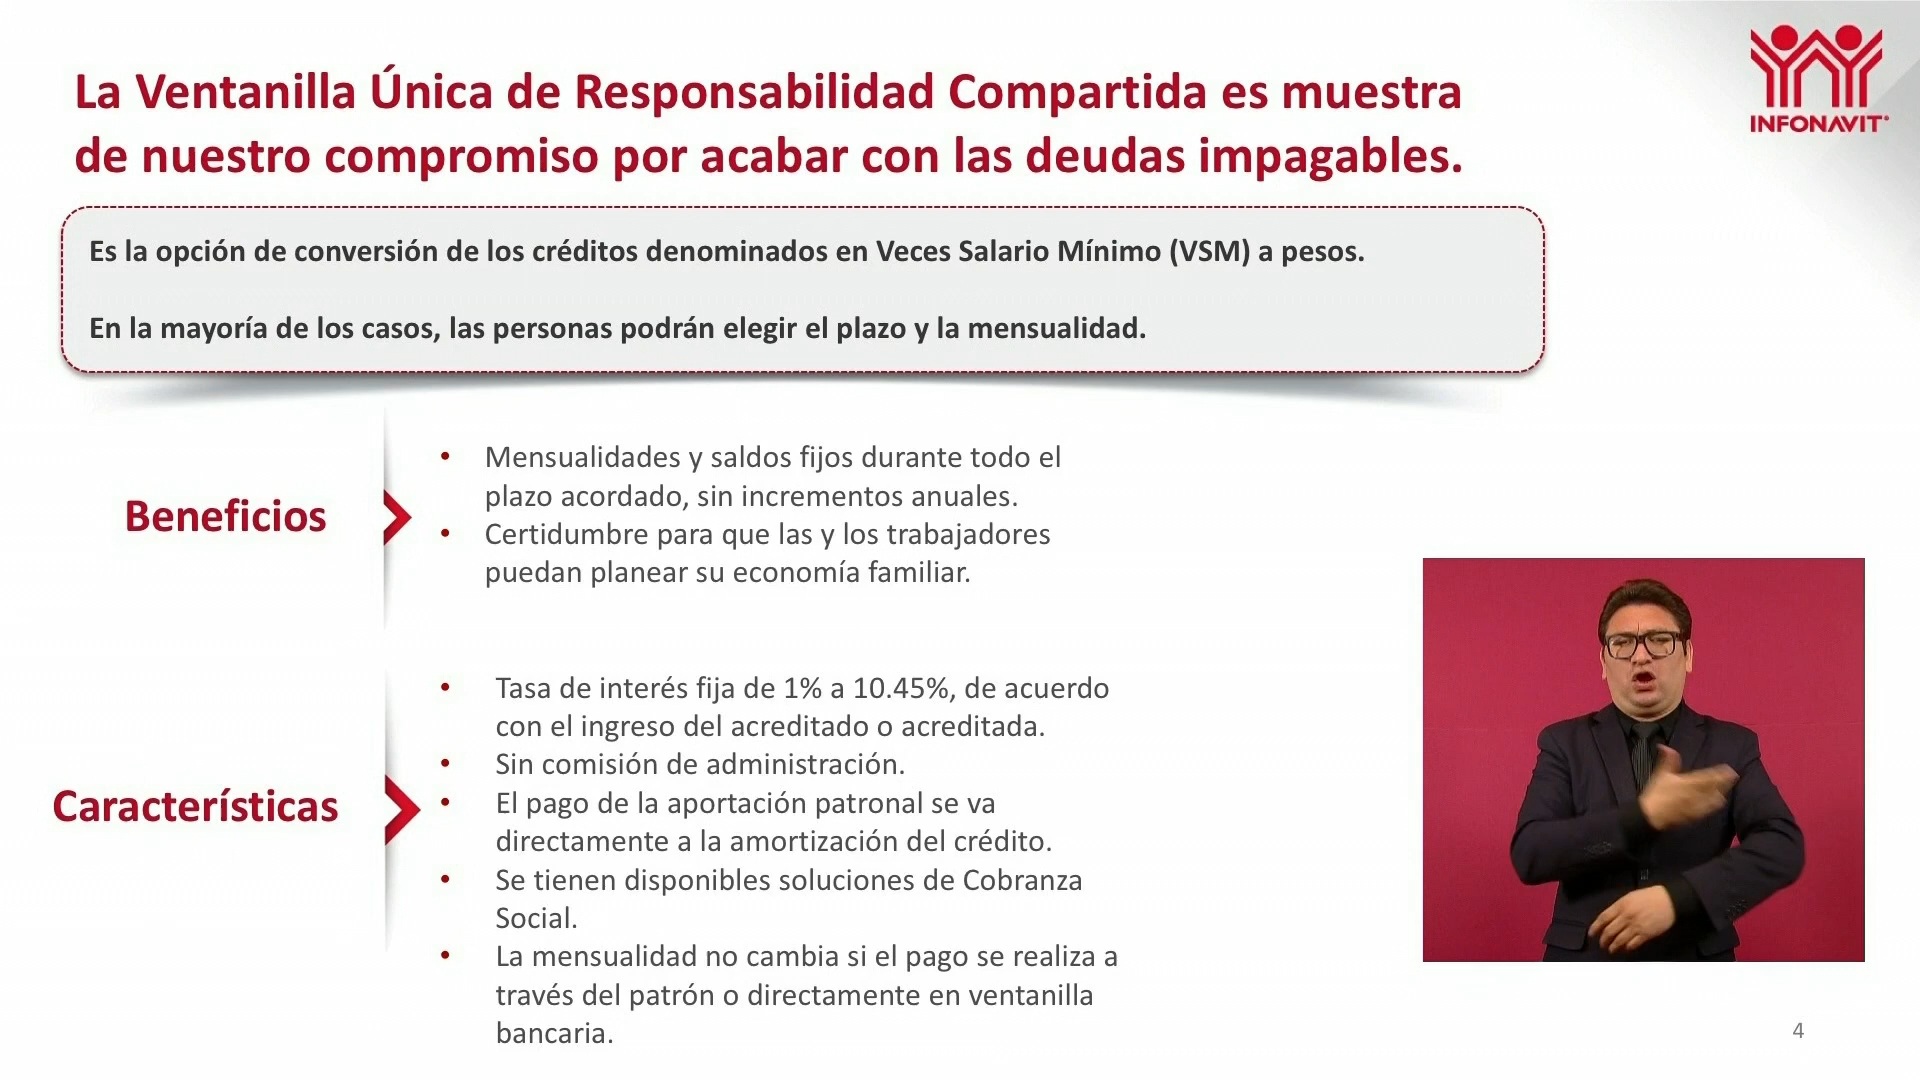 La Ventanilla Única de Responsabilidad Compartida es muestra
de nuestro compromiso por acabar con las deudas impagables.
INFONAVIT
Es la opción de conversión de los créditos denominados en Veces Salario Mínimo (VSM) a pesos.
En la mayoría de los casos, las personas podrán elegir el plazo y la mensualidad.
Beneficios
• Mensualidades y saldos fijos durante todo el
plazo acordado, sin incrementos anuales.
• Certidumbre para que las y los trabajadores
puedan planear su economía familiar.
Características
• Tasa de interés fija de 1% a 10.45%, de acuerdo
con el ingreso del acreditado o acreditada.
• Sin comisión de administración.
• El pago de la aportación patronal se va
directamente a la amortización del crédito.
• Se tienen disponibles soluciones de Cobranza
Social.
• La mensualidad no cambia si el pago se realiza a
través del patrón o directamente en ventanilla
bancaria.
4